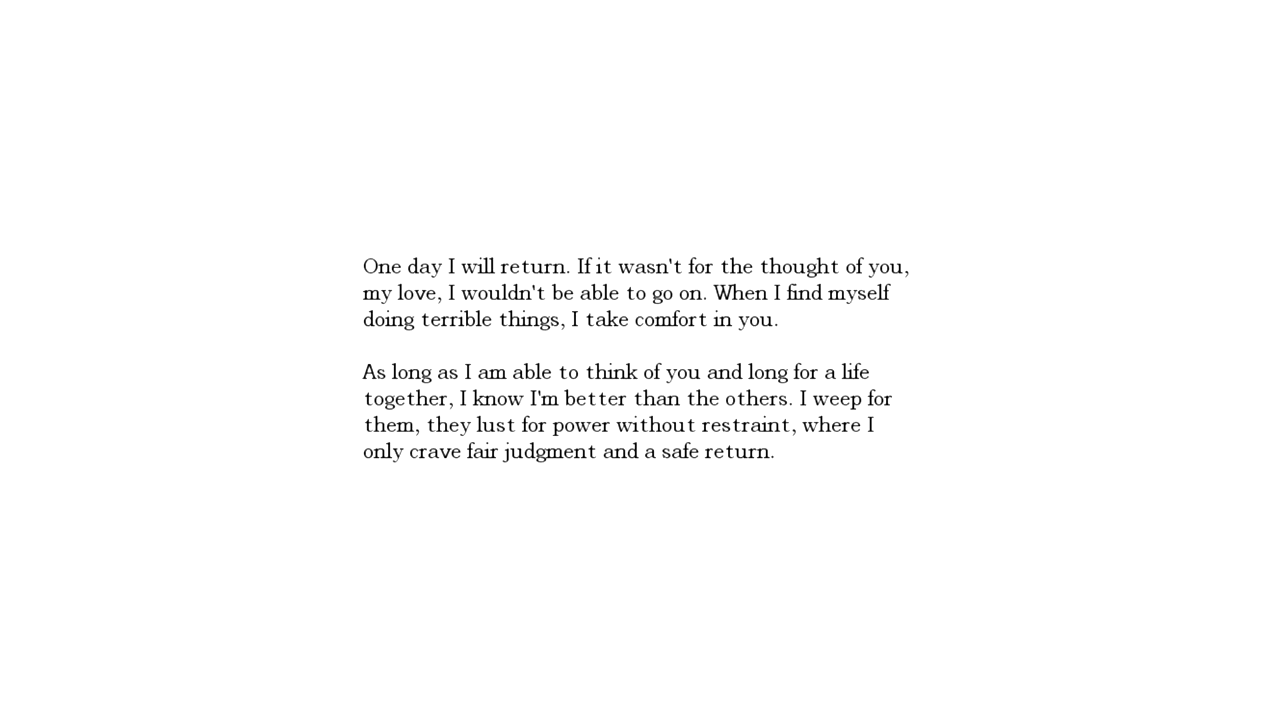 One day I will return. If it wasn't for the thought of you,
my love, I wouldn't be able to go on. When I find myself
doing terrible things, I take comfort in you.
As long as I am able to think of you and long for a life
together, I know I'm better than the others. I weep for
them, they lust for power without restraint, where I
only crave fair judgment and a safe return.